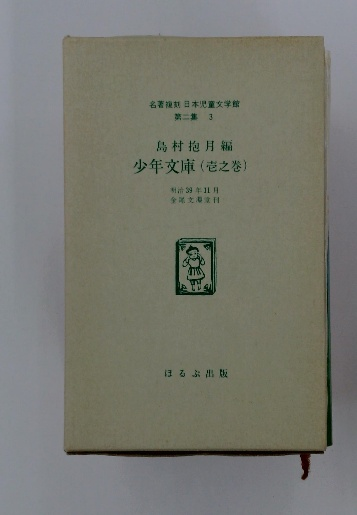 名著複刻 日本児童文学館
第二集 3
島村抱月編
少年文庫(壱之巻)
明治39年11月
金尾文淵堂刊
ほるぷ出版